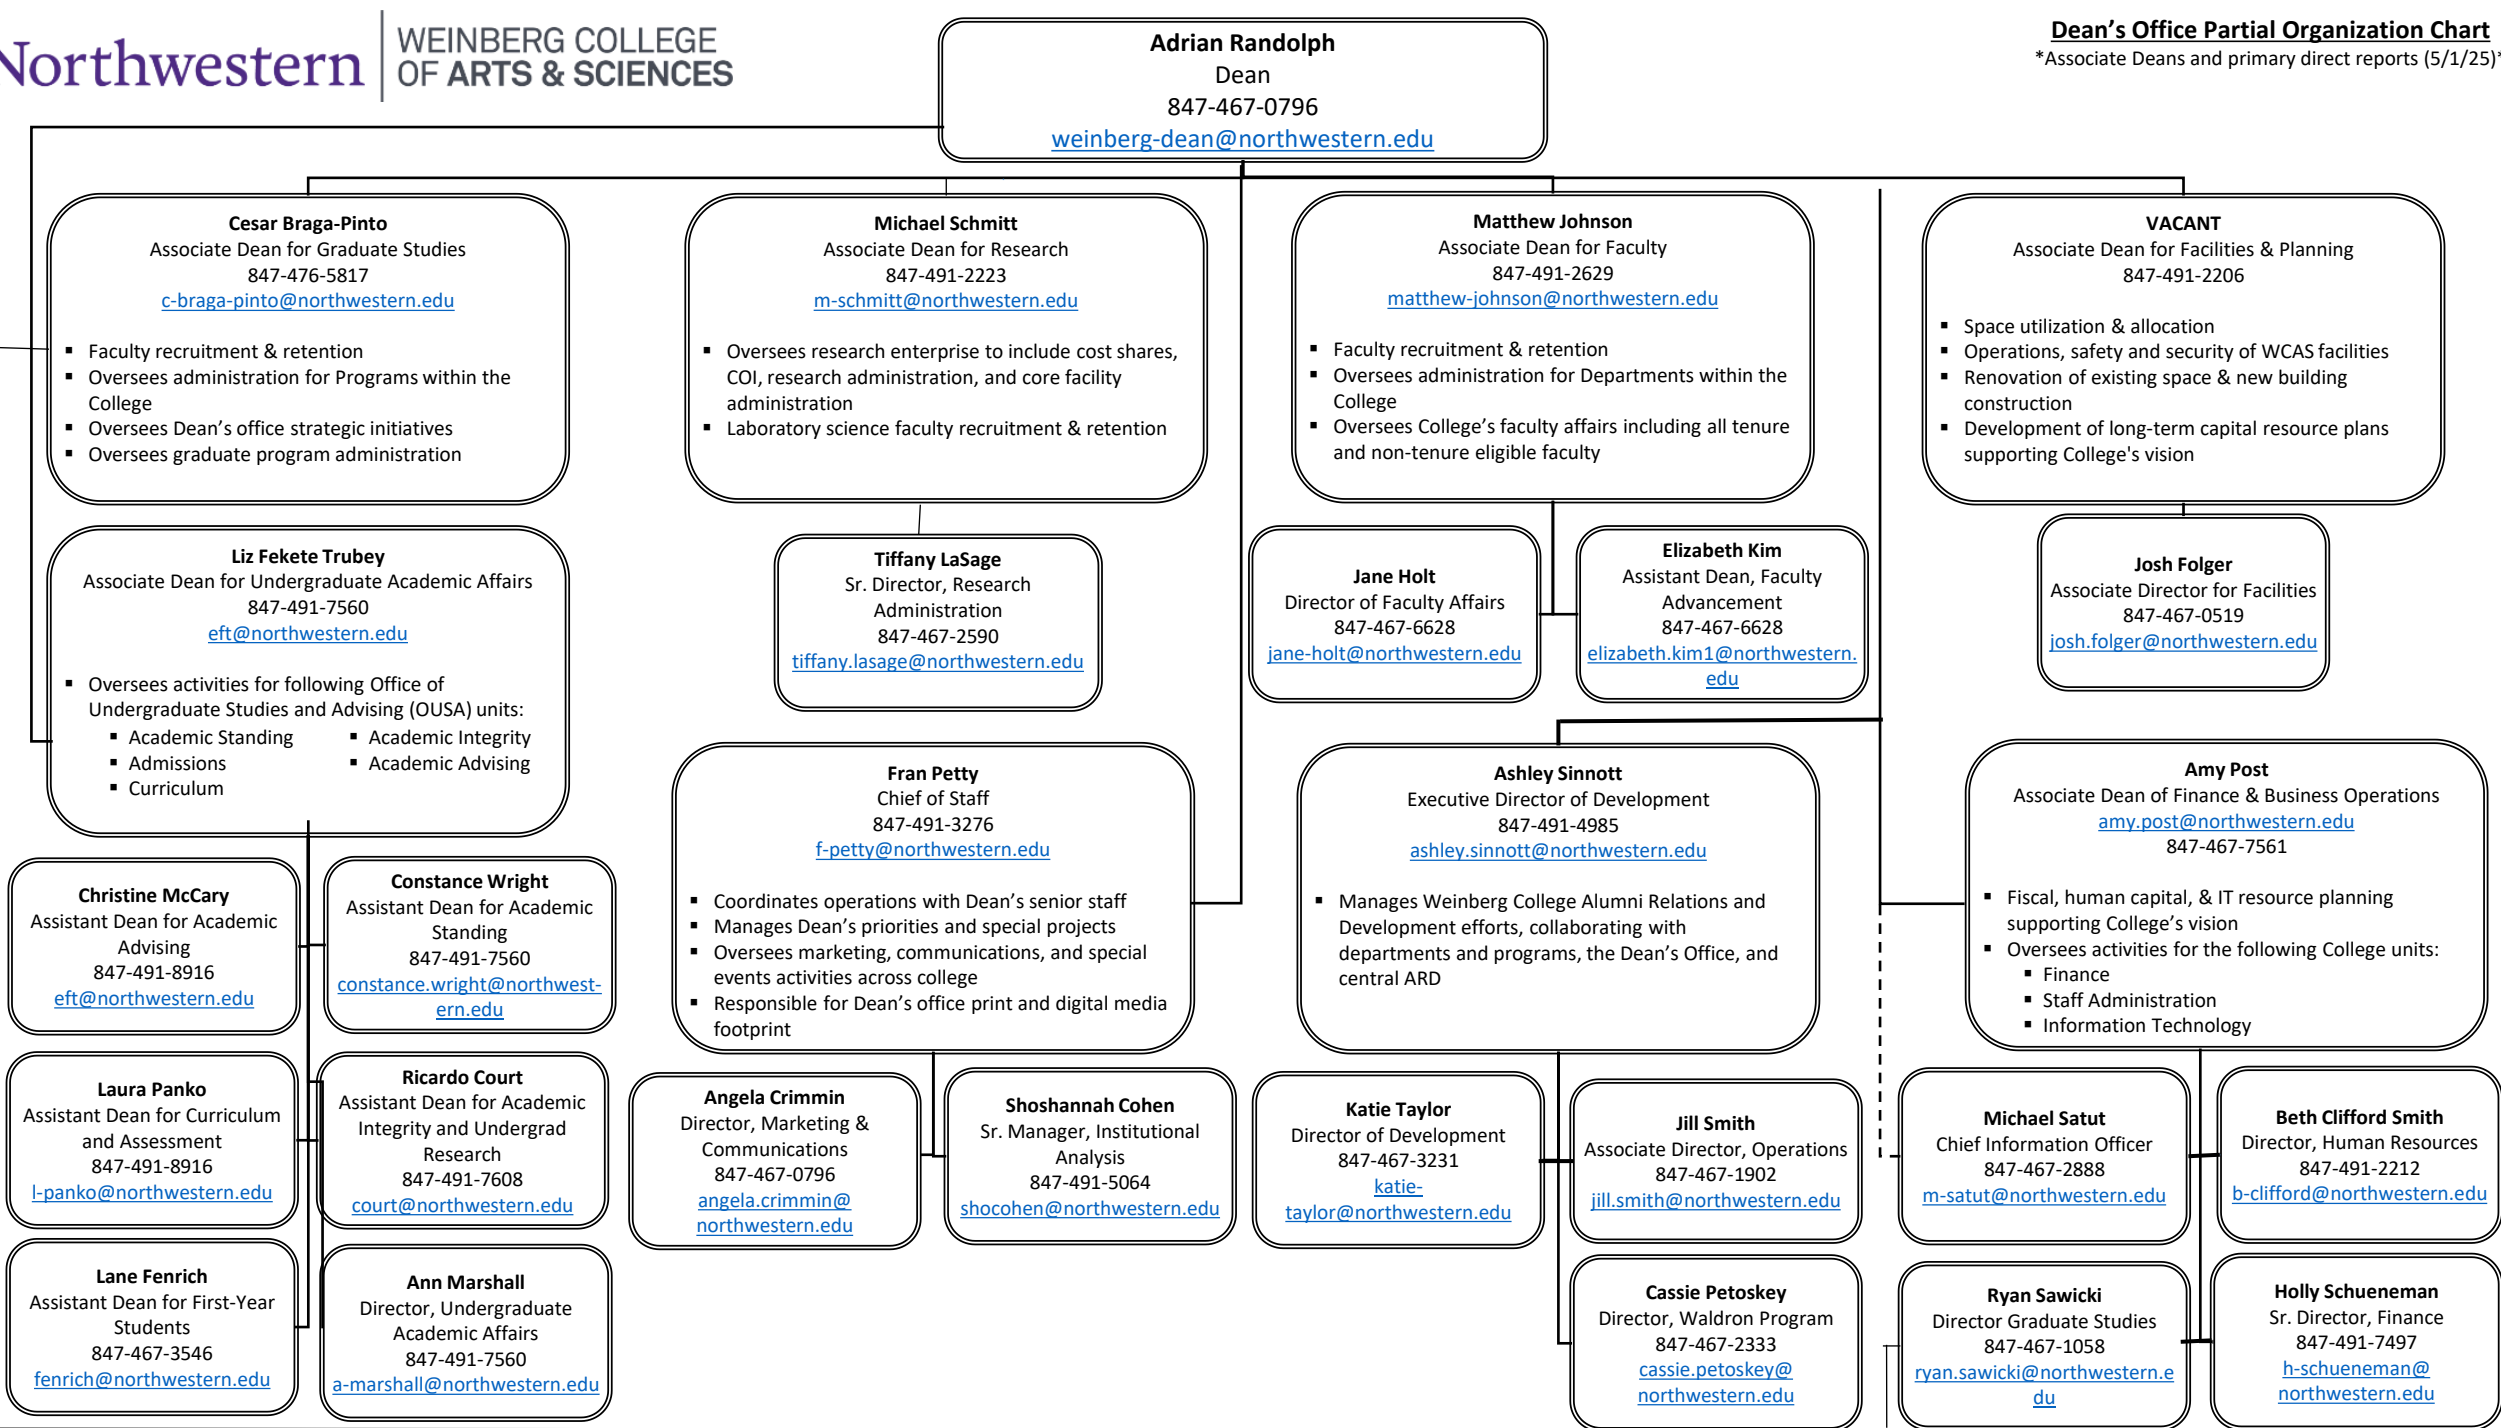 Northwestern
WEINBERG COLLEGE
OF ARTS & SCIENCES
Adrian Randolph
Dean
847-467-0796
weinberg-dean@northwestern.edu
Dean's Office Partial Organization Chart
*Associate Deans and primary direct reports (5/1/25)*
Cesar Braga-Pinto
Associate Dean for Graduate Studies
847-476-5817
c-braga-pinto@northwestern.edu
▪ Faculty recruitment & retention
▪ Oversees administration for Programs within the
College
▪ Oversees Dean's office strategic initiatives
▪ Oversees graduate program administration
Michael Schmitt
Associate Dean for Research
847-491-2223
m-schmitt@northwestern.edu
▪ Oversees research enterprise to include cost shares,
COI, research administration, and core facility
administration
▪ Laboratory science faculty recruitment & retention
Matthew Johnson
Associate Dean for Faculty
847-491-2629
matthew-johnson@northwestern.edu
▪ Faculty recruitment & retention
▪ Oversees administration for Departments within the
College
▪ Oversees College's faculty affairs including all tenure
and non-tenure eligible faculty
VACANT
Associate Dean for Facilities & Planning
847-491-2206
▪ Space utilization & allocation
▪ Operations, safety and security of WCAS facilities
▪ Renovation of existing space & new building
construction
▪ Development of long-term capital resource plans
supporting College's vision
Liz Fekete Trubey
Associate Dean for Undergraduate Academic Affairs
847-491-7560
eft@northwestern.edu
▪ Oversees activities for following Office of
Undergraduate Studies and Advising (OUSA) units:
▪ Academic Standing
▪ Admissions
▪ Curriculum
▪ Academic Integrity
▪ Academic Advising
Tiffany LaSage
Sr. Director, Research
Administration
847-467-2590
tiffany.lasage@northwestern.edu
Jane Holt
Director of Faculty Affairs
847-467-6628
jane-holt@northwestern.edu
Elizabeth Kim
Assistant Dean, Faculty
Advancement
847-467-6628
elizabeth.kim1@northwestern.
edu
Josh Folger
Associate Director for Facilities
847-467-0519
josh.folger@northwestern.edu
Fran Petty
Chief of Staff
847-491-3276
f-petty@northwestern.edu
▪ Coordinates operations with Dean's senior staff
▪ Manages Dean's priorities and special projects
▪ Oversees marketing, communications, and special
events activities across college
▪ Responsible for Dean's office print and digital media
footprint
Ashley Sinnott
Executive Director of Development
847-491-4985
ashley.sinnott@northwestern.edu
▪ Manages Weinberg College Alumni Relations and
Development efforts, collaborating with
departments and programs, the Dean's Office, and
central ARD
Amy Post
Associate Dean of Finance & Business Operations
amy.post@northwestern.edu
847-467-7561
▪ Fiscal, human capital, & IT resource planning
supporting College's vision
▪ Oversees activities for the following College units:
▪ Finance
▪ Staff Administration
▪ Information Technology
Christine McCary
Assistant Dean for Academic
Advising
847-491-8916
eft@northwestern.edu
Constance Wright
Assistant Dean for Academic
Standing
847-491-7560
constance.wright@northwest-
ern.edu
Laura Panko
Assistant Dean for Curriculum
and Assessment
847-491-8916
l-panko@northwestern.edu
Ricardo Court
Assistant Dean for Academic
Integrity and Undergrad
Research
847-491-7608
court@northwestern.edu
Angela Crimmin
Director, Marketing &
Communications
847-467-0796
angela.crimmin@
northwestern.edu
Shoshannah Cohen
Sr. Manager, Institutional
Analysis
847-491-5064
shocohen@northwestern.edu
Katie Taylor
Director of Development
847-467-3231
katie-
taylor@northwestern.edu
Jill Smith
Associate Director, Operations
847-467-1902
jill.smith@northwestern.edu
Michael Satut
Chief Information Officer
847-467-2888
m-satut@northwestern.edu
Beth Clifford Smith
Director, Human Resources
847-491-2212
b-clifford@northwestern.edu
Lane Fenrich
Assistant Dean for First-Year
Students
847-467-3546
fenrich@northwestern.edu
Ann Marshall
Director, Undergraduate
Academic Affairs
847-491-7560
a-marshall@northwestern.edu
Cassie Petoskey
Director, Waldron Program
847-467-2333
cassie.petoskey@
northwestern.edu
Ryan Sawicki
Director Graduate Studies
847-467-1058
ryan.sawicki@northwestern.e
du
Holly Schueneman
Sr. Director, Finance
847-491-7497
h-schueneman@
northwestern.edu